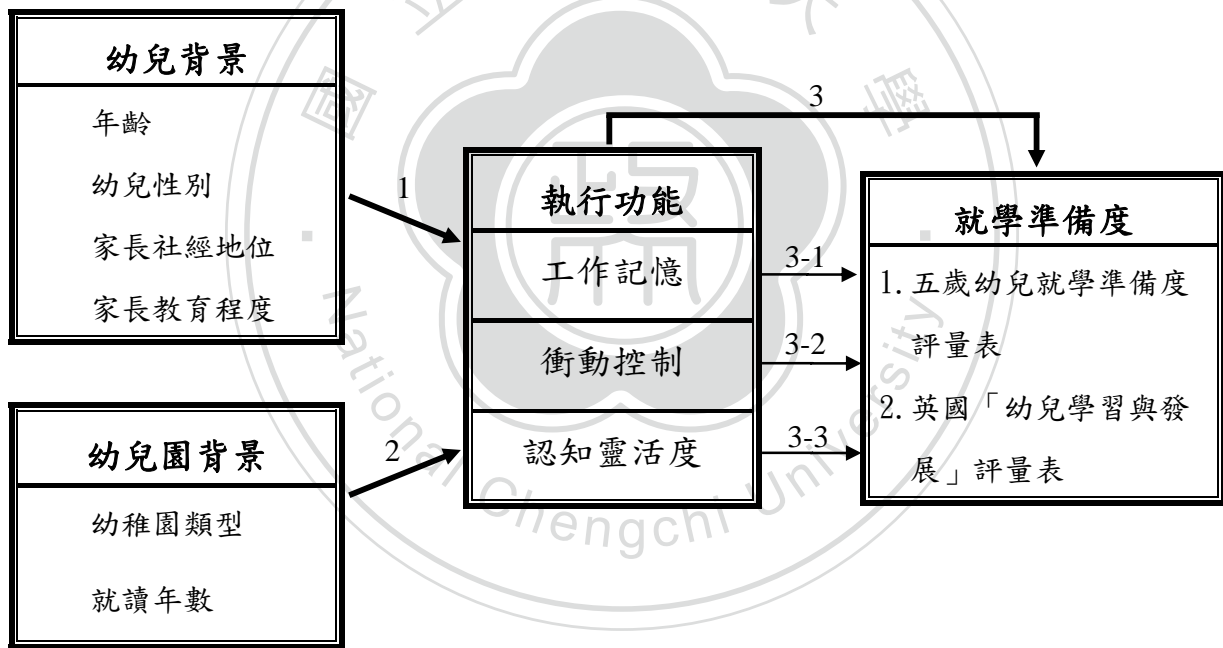 幼兒背景
年齡
幼兒性別
家長社經地位
家長教育程度
幼兒園背景
幼稚園類型
就讀年數
1
2
執行功能
工作記憶
衝動控制
認知靈活度
3
3-1
3-2
3-3
就學準備度
1. 五歲幼兒就學準備度
評量表
2. 英國「幼兒學習與發
展」評量表
National Chengchi University